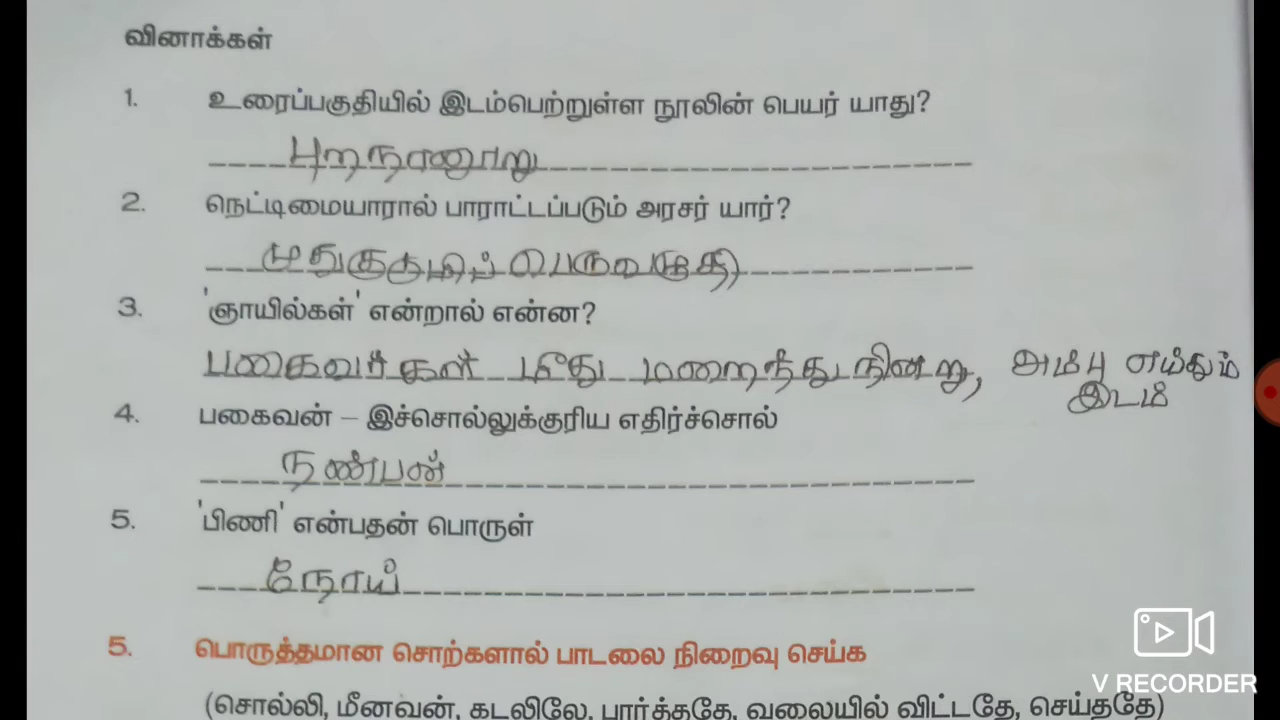 வினாக்கள்
1. உரைப்பகுதியில் இடம்பெற்றுள்ள நூலின் பெயர் யாது?
புறநானூறு
2. நெட்டிமையாரால் பாராட்டப்படும் அரசர் யார்?
முதுகுடுமிப் பெருவழுதி
3. 'ஞாயில்கள்' என்றால் என்ன?
பகைவர்கள் மீது மறைந்து நின்று, அம்பு எய்தும்
இடம்
4. பகைவன் – இச்சொல்லுக்குரிய எதிர்ச்சொல்
நண்பன்
5. 'பிணி' என்பதன் பொருள்
நோய்
5. பொருத்தமான சொற்களால் பாடலை நிறைவு செய்க
(சொல்லி, மீனவன், கடலிலே, பார்த்ததே, வலையில் விட்டதே, செய்ததே)
V RECORDER